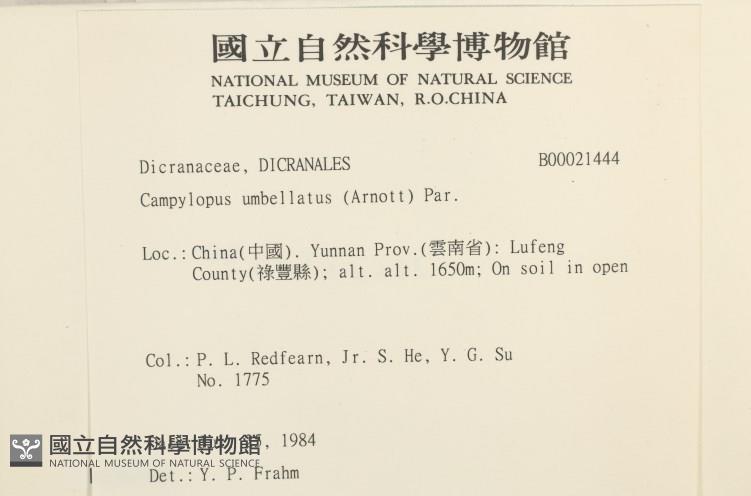 國立自然科學博物館
NATIONAL MUSEUM OF NATURAL SCIENCE
TAICHUNG, TAIWAN, R.O.CHINA
Dicranaceae, DICRANALES B00021444
Campylopus umbellatus (Arnott) Par.
Loc.: China(中國). Yunnan Prov.(雲南省): Lufeng
County(祿豐縣); alt. alt. 1650m; On soil in open
Col.: P. L. Redfearn, Jr. S. He, Y. G. Su
No. 1775
, 1984
國立自然科學博物館
NATIONAL MUSEUM OF NATURAL SCIENCE
Det.: Y. P. Frahm